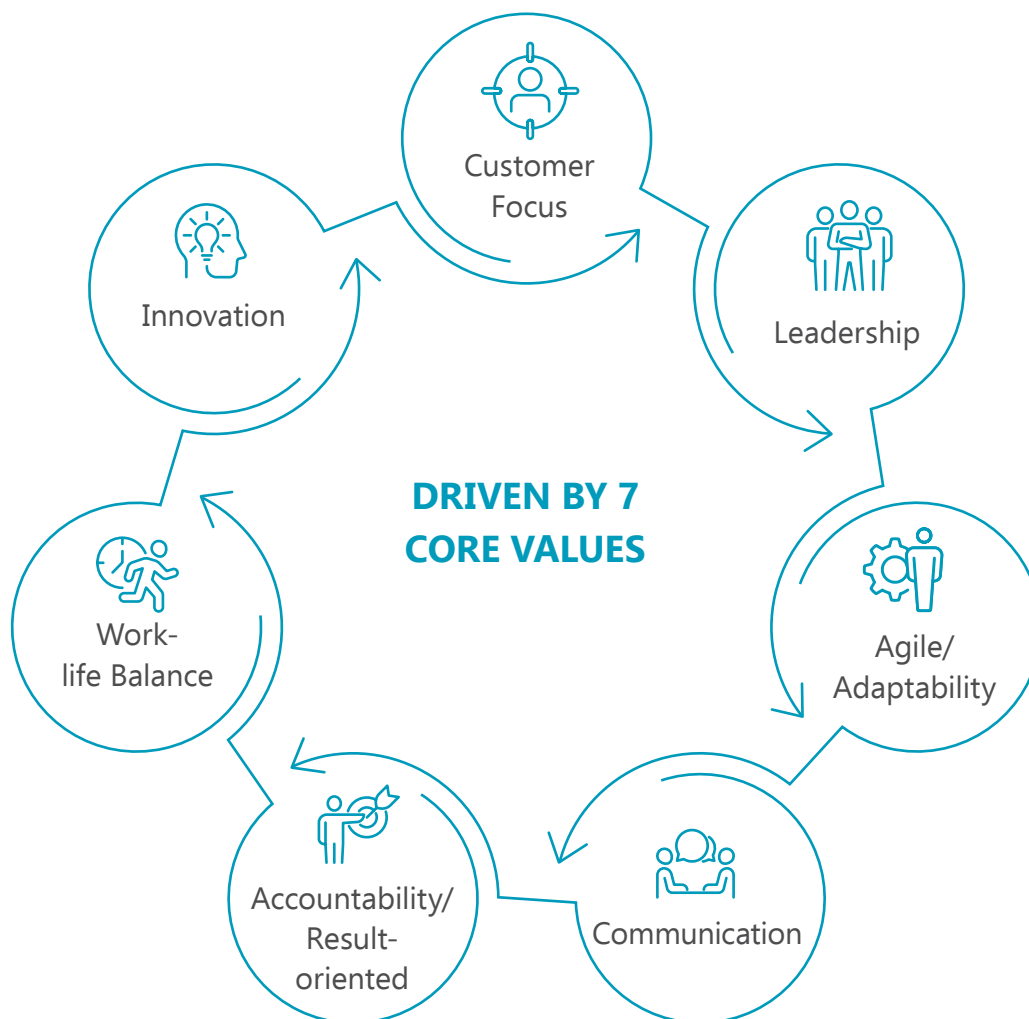 Customer
Focus
Leadership
Agile/
Adaptability
Communication
Accountability/
Result-
oriented
Work-
life Balance
Innovation
DRIVEN BY 7
CORE VALUES